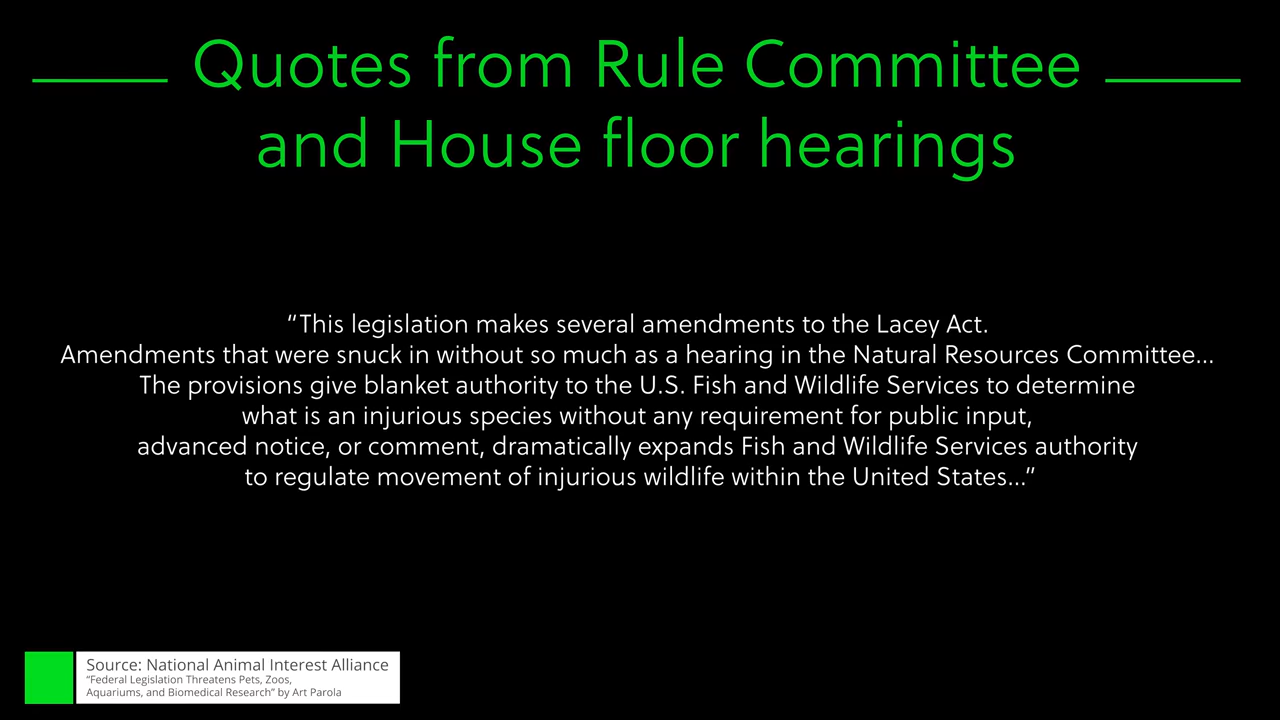 Quotes from Rule Committee
and House floor hearings
“This legislation makes several amendments to the Lacey Act.
Amendments that were snuck in without so much as a hearing in the Natural Resources Committee...
The provisions give blanket authority to the U.S. Fish and Wildlife Services to determine
what is an injurious species without any requirement for public input,
advanced notice, or comment, dramatically expands Fish and Wildlife Services authority
to regulate movement of injurious wildlife within the United States...”
Source: National Animal Interest Alliance
“Federal Legislation Threatens Pets, Zoos,
Aquariums, and Biomedical Research” by Art Parola